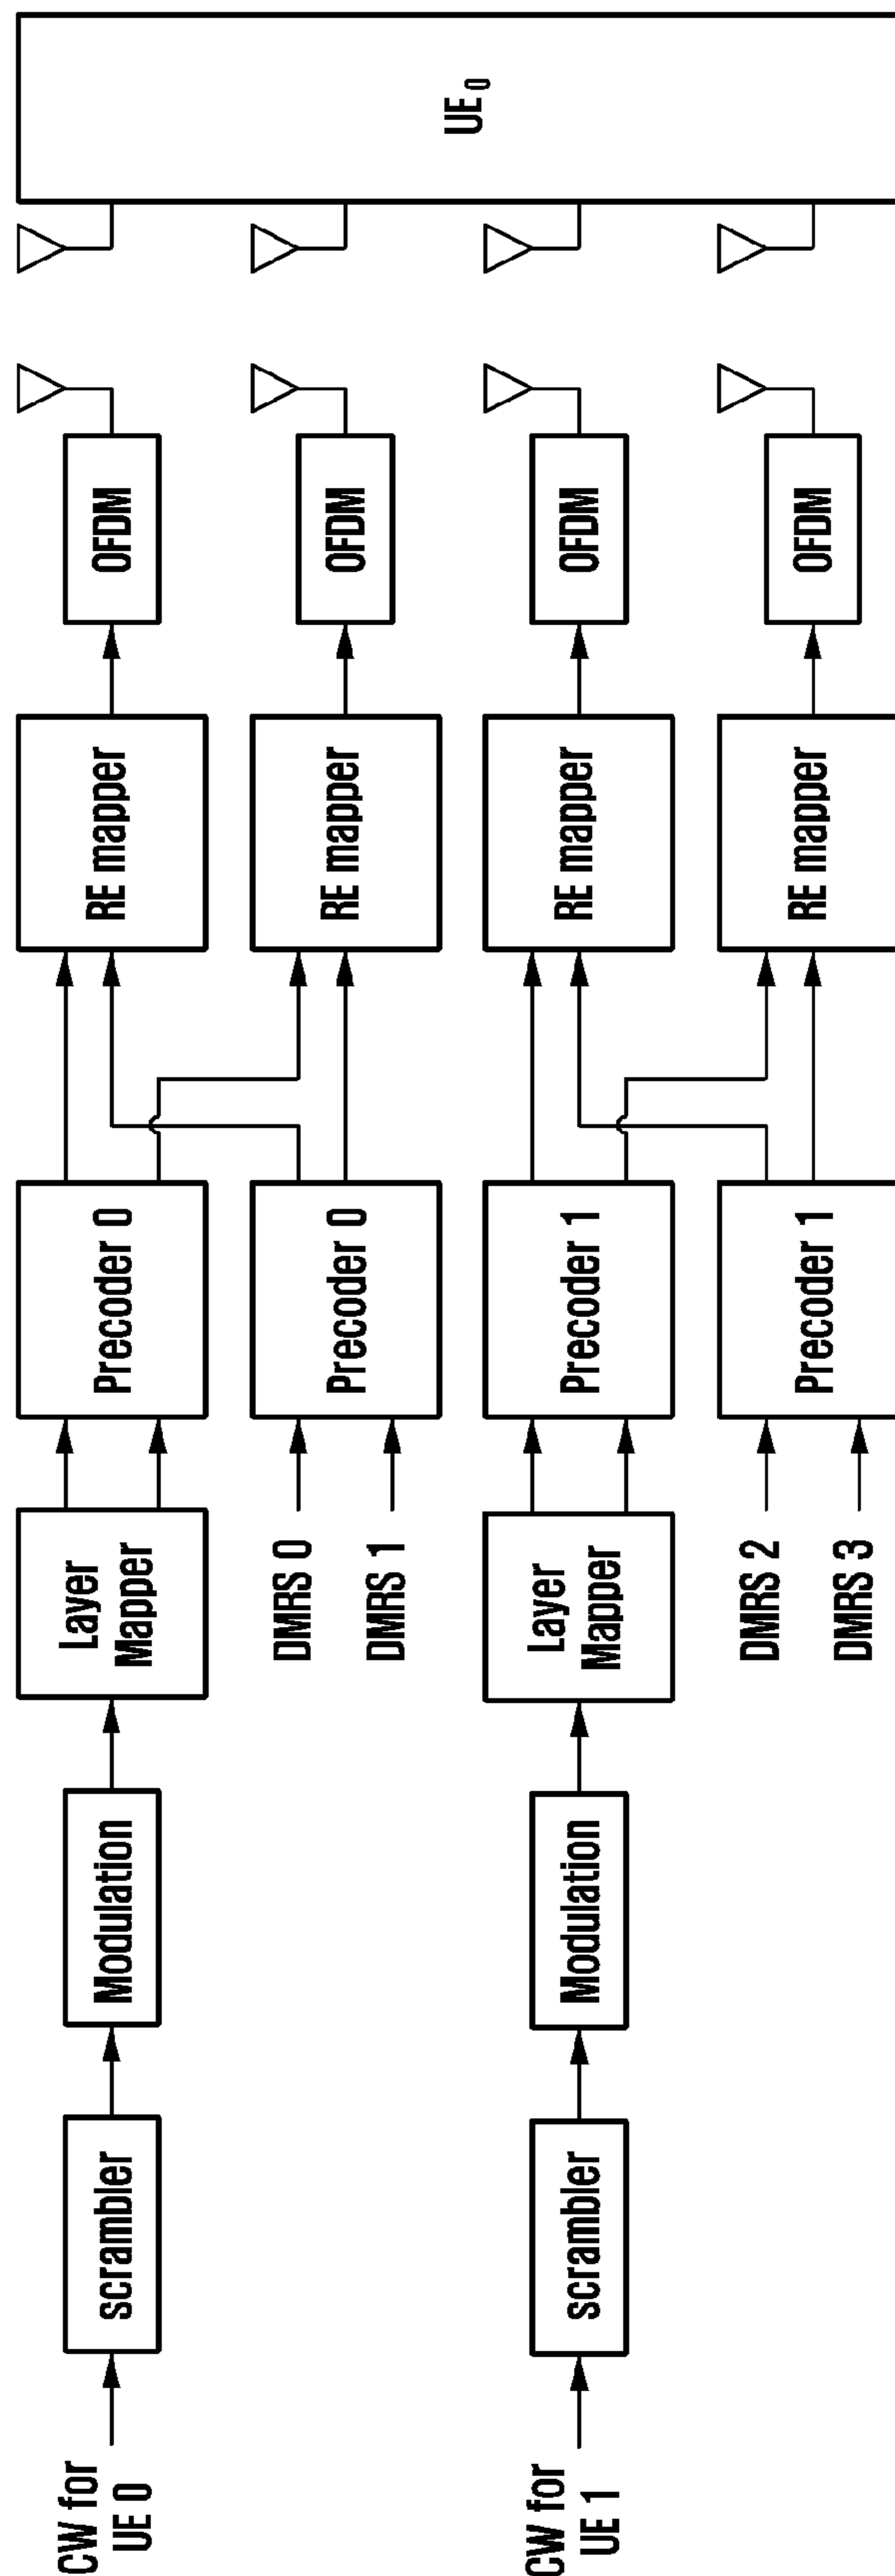 CW for
UE 0
scrambler
Modulation
Layer
Mapper
Precoder 0
RE mapper
OFDM
DMRS 0
DMRS 1
Precoder 0
RE mapper
OFDM
CW for
UE 1
scrambler
Modulation
Layer
Mapper
Precoder 1
RE mapper
OFDM
DMRS 2
DMRS 3
Precoder 1
RE mapper
OFDM
UE₀